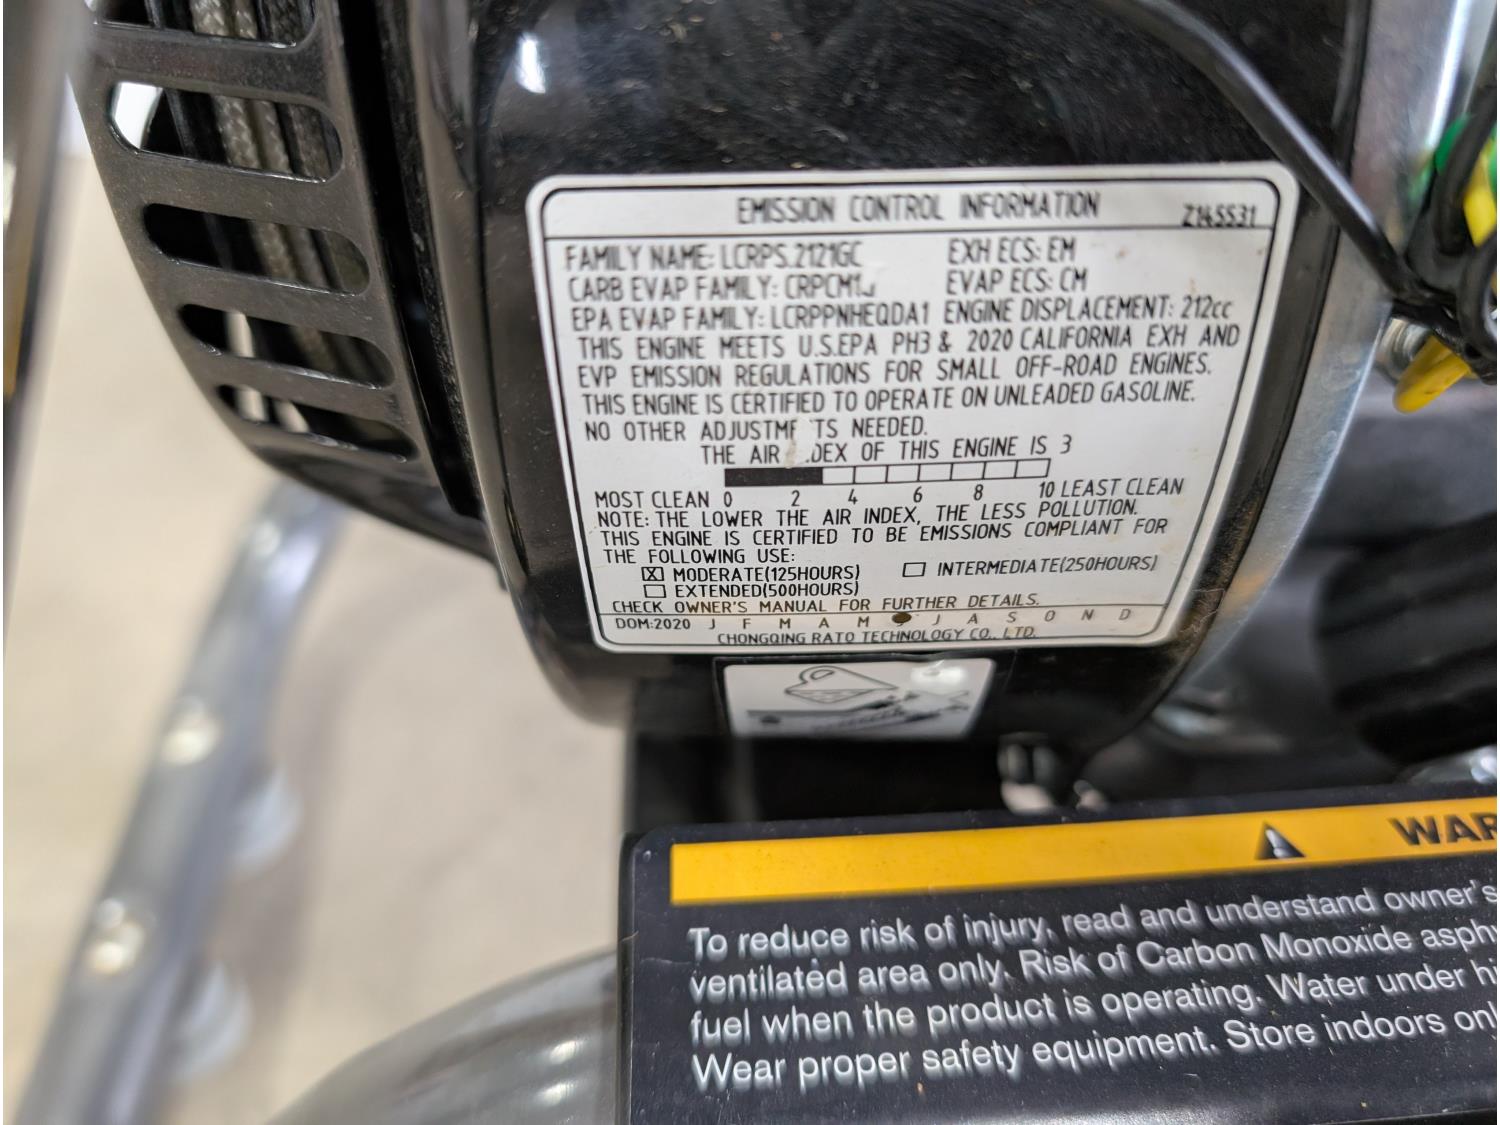 EMISSION CONTROL INFORMATION Z145531
FAMILY NAME: LCRPS.2121GC EXH ECS: EM
CARB EVAP FAMILY: EVAP ECS: CM
EPA EVAP FAMILY: LCRPPNHEQDA1 ENGINE DISPLACEMENT: 212cc
THIS ENGINE MEETS U.S.EPA PH3 & 2020 CALIFORNIA EXH AND
EVP EMISSION REGULATIONS FOR SMALL OFF-ROAD ENGINES.
THIS ENGINE IS CERTIFIED TO OPERATE ON UNLEADED GASOLINE.
NO OTHER ADJUSTME TS NEEDED.
THE AIR DEX OF THIS ENGINE IS 3
MOST CLEAN 0 2 4 6 8 10 LEAST CLEAN
NOTE: THE LOWER THE AIR INDEX, THE LESS POLLUTION.
THIS ENGINE IS CERTIFIED TO BE EMISSIONS COMPLIANT FOR
THE FOLLOWING USE:
☒ MODERATE(125HOURS) ☐ INTERMEDIATE(250HOURS)
☐ EXTENDED(500HOURS)
CHECK OWNER'S MANUAL FOR FURTHER DETAILS.
DOM:2020 J F M A M J A S O N D
CHONGQING RATO TECHNOLOGY CO., LTD.
WAR
To reduce risk of injury, read and understand owner's
ventilated area only. Risk of Carbon Monoxide asphy
fuel when the product is operating. Water under hi
Wear proper safety equipment. Store indoors onl